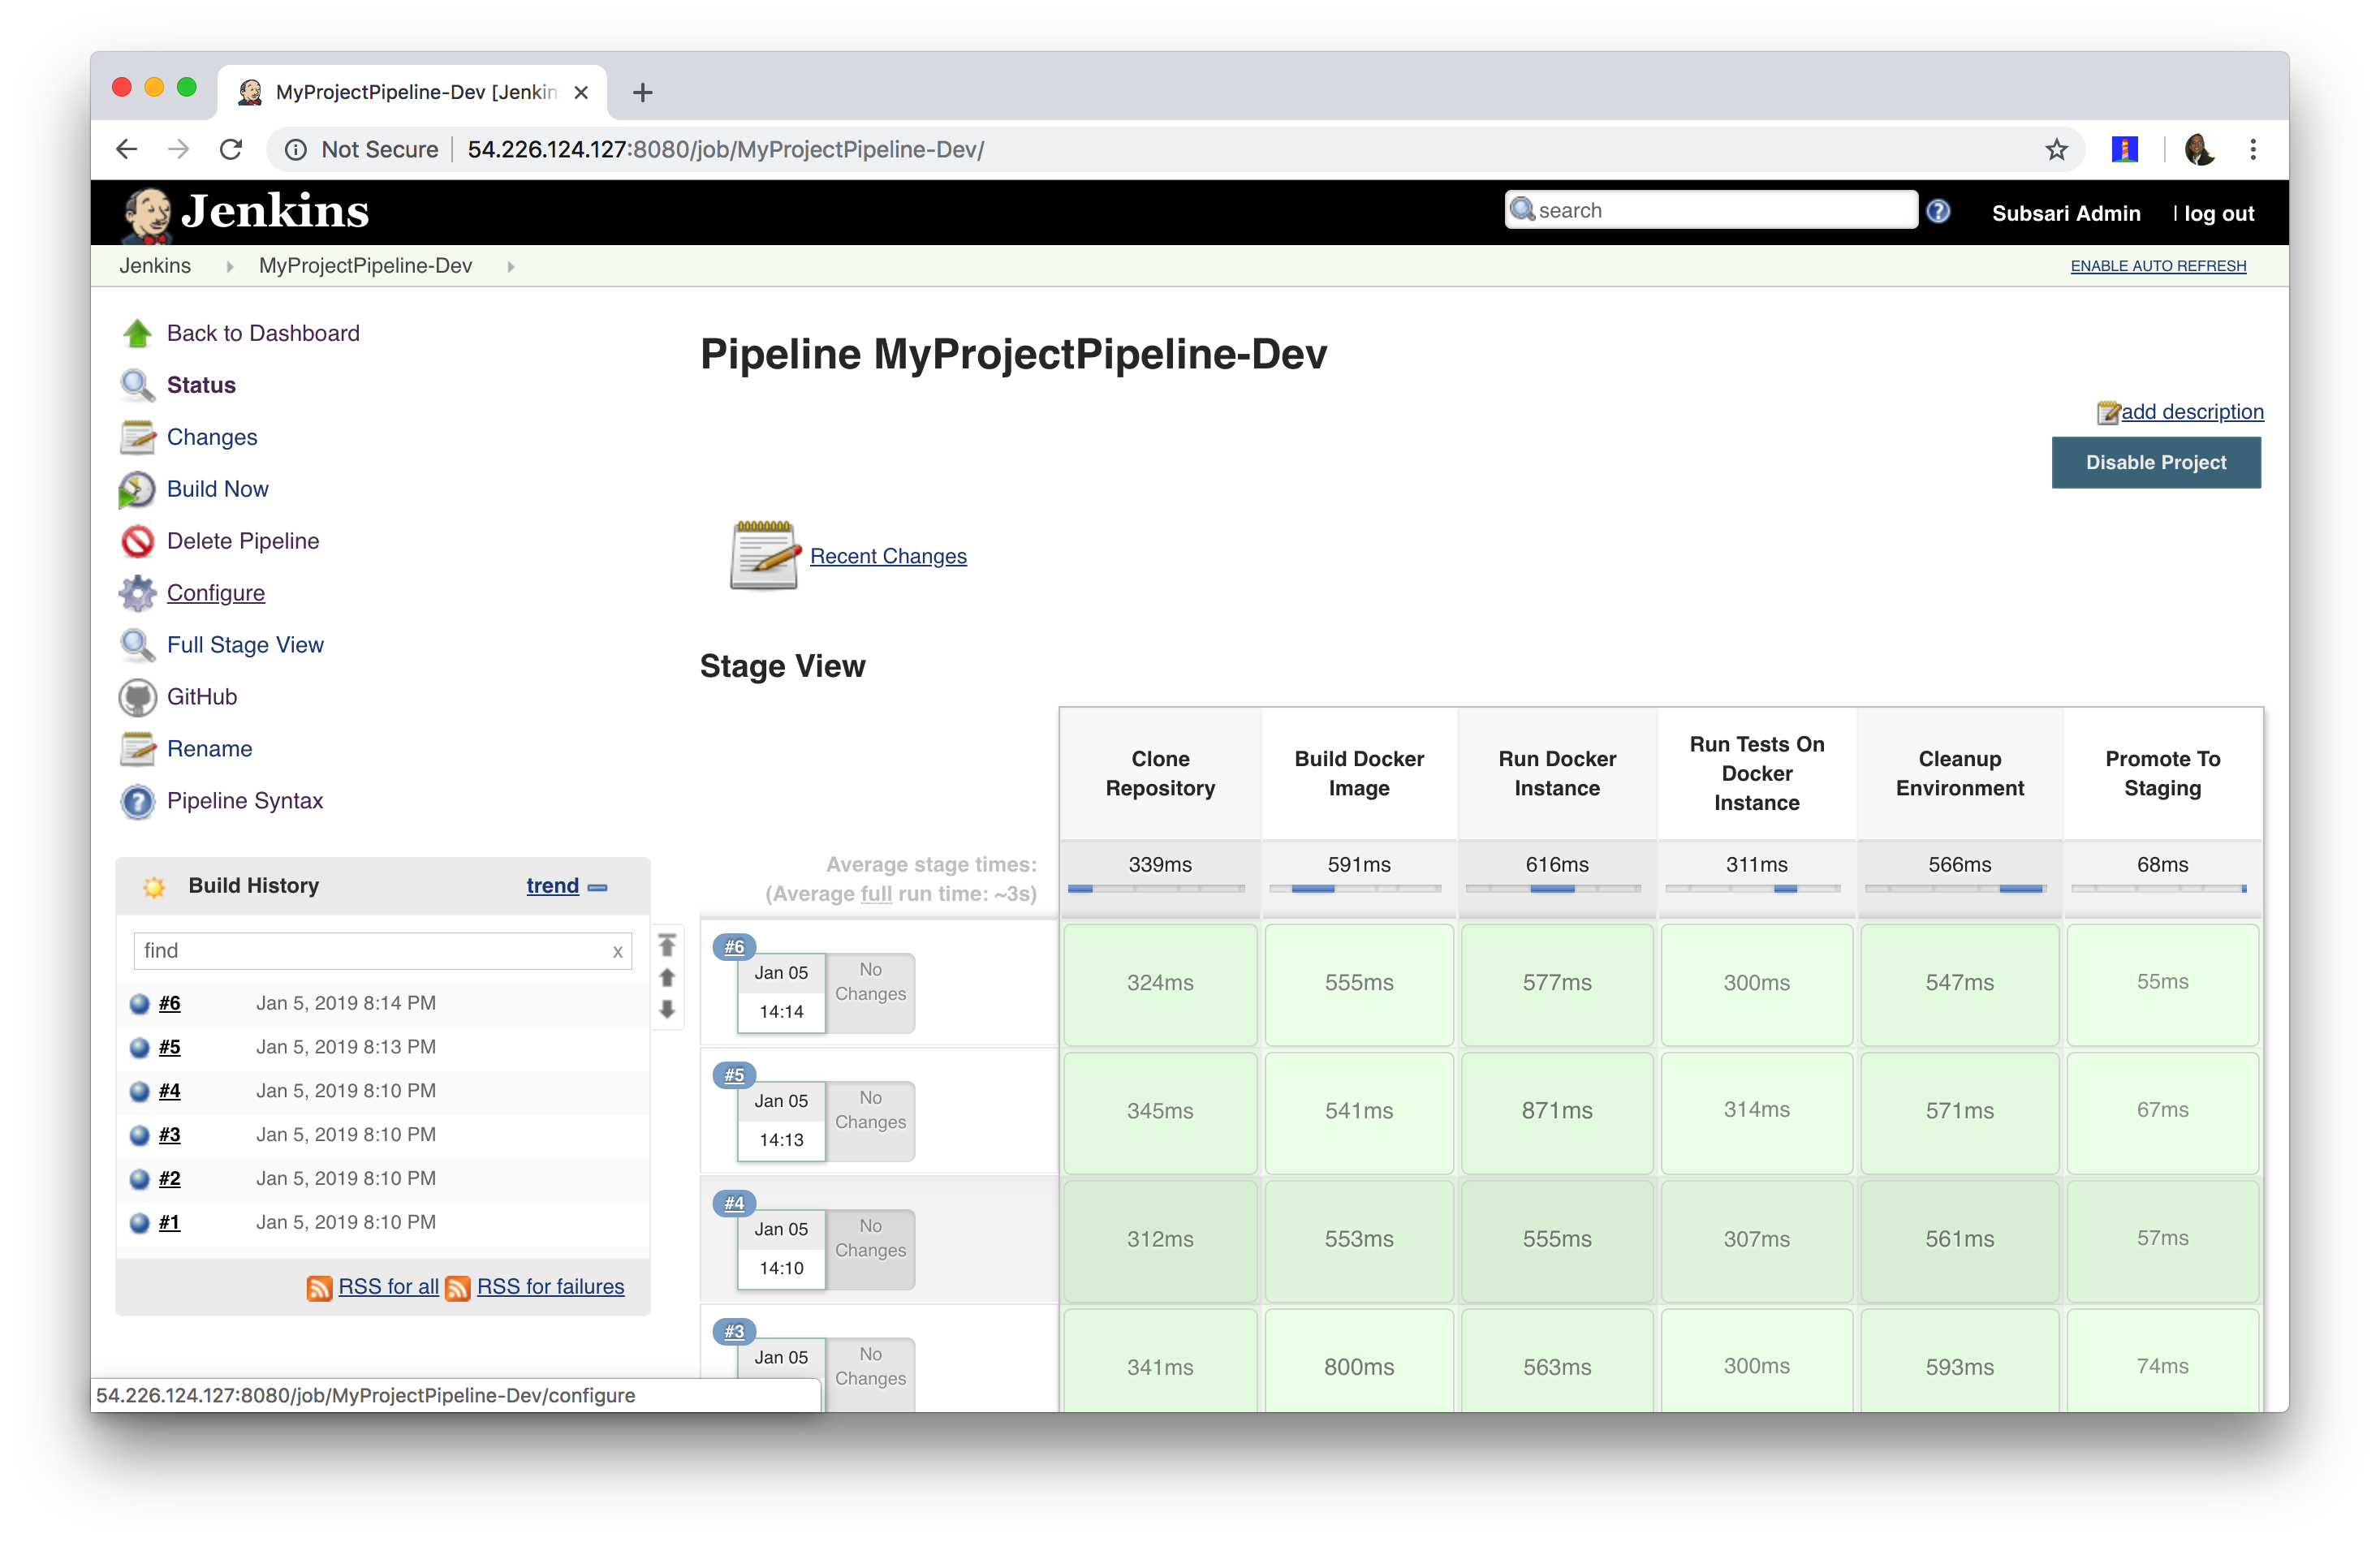 MyProjectPipeline-Dev [Jenkin
Not Secure
54.226.124.127:8080/job/MyProjectPipeline-Dev/
Jenkins
search
Subsari Admin
| log out
Jenkins
MyProjectPipeline-Dev
ENABLE AUTO REFRESH
Back to Dashboard
Status
Changes
Build Now
Delete Pipeline
Configure
Full Stage View
GitHub
Rename
Pipeline Syntax
Build History
trend
find
x
#6 Jan 5, 2019 8:14 PM
#5 Jan 5, 2019 8:13 PM
#4 Jan 5, 2019 8:10 PM
#3 Jan 5, 2019 8:10 PM
#2 Jan 5, 2019 8:10 PM
#1 Jan 5, 2019 8:10 PM
RSS for all RSS for failures
54.226.124.127:8080/job/MyProjectPipeline-Dev/configure
Pipeline MyProjectPipeline-Dev
add description
Disable Project
Recent Changes
Stage View
Clone
Repository
Build Docker
Image
Run Docker
Instance
Run Tests On
Docker
Instance
Cleanup
Environment
Promote To
Staging
Average stage times:
(Average full run time: ~3s)
339ms 591ms 616ms 311ms 566ms 68ms
#6
Jan 05
14:14
No
Changes
324ms 555ms 577ms 300ms 547ms 55ms
#5
Jan 05
14:13
No
Changes
345ms 541ms 871ms 314ms 571ms 67ms
#4
Jan 05
14:10
No
Changes
312ms 553ms 555ms 307ms 561ms 57ms
#3
Jan 05
No
Changes
341ms 800ms 563ms 300ms 593ms 74ms